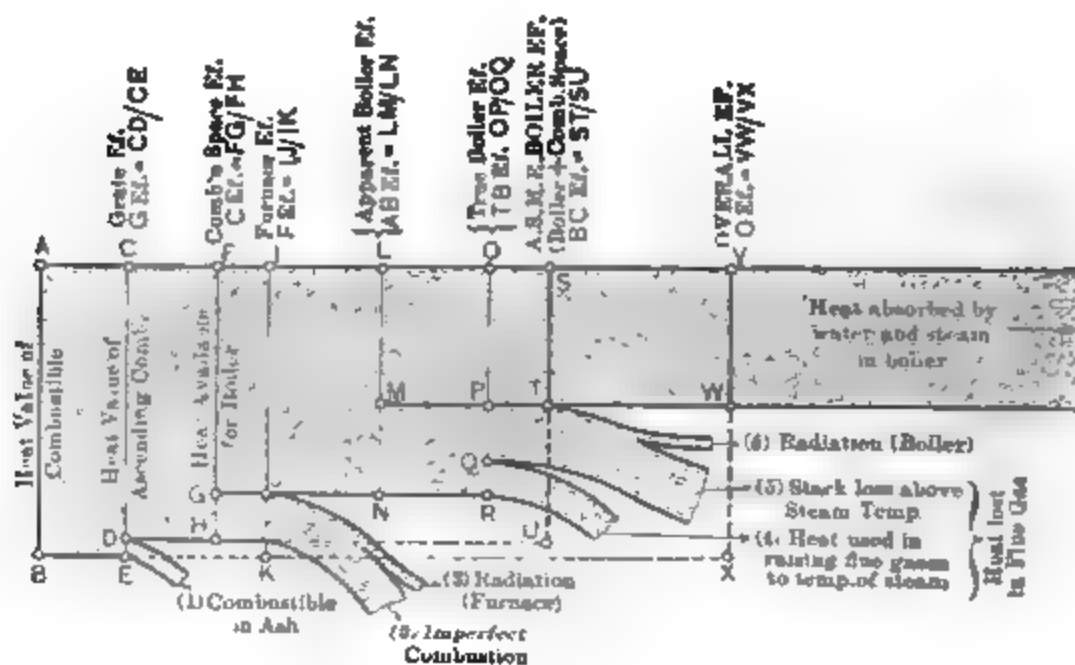 Grate Ef.
G Ef. = CD/CE
Comb'n Space Ef.
C Ef. = FG/FH
Furnace Ef.
F Ef. = IJ/IK
Apparent Boiler Ef.
AB Ef. = LM/LN
True Boiler Ef.
TB Ef. OP/OQ
A.S.M.E. BOILER EF.
(Boiler + Comb. Space)
BC Ef. = ST/SU
OVERALL EF.
O Ef. = VW/VX
A C F L O S V
Heat Value of
Combustible
Heat Value of
Ascending Comb.
Heat Available
for Boiler
Heat absorbed by
water and steam
in boiler
M P T W
(6) Radiation (Boiler)
Q
(5) Stack loss above
Steam Temp.
G N R
D H U
(4) Heat used in
raising flue gases
to temp. of steam
Heat lost
in Flue Gas
B E K X
(1) Combustible
in Ash
(3) Radiation
(Furnace)
Imperfect
Combustion